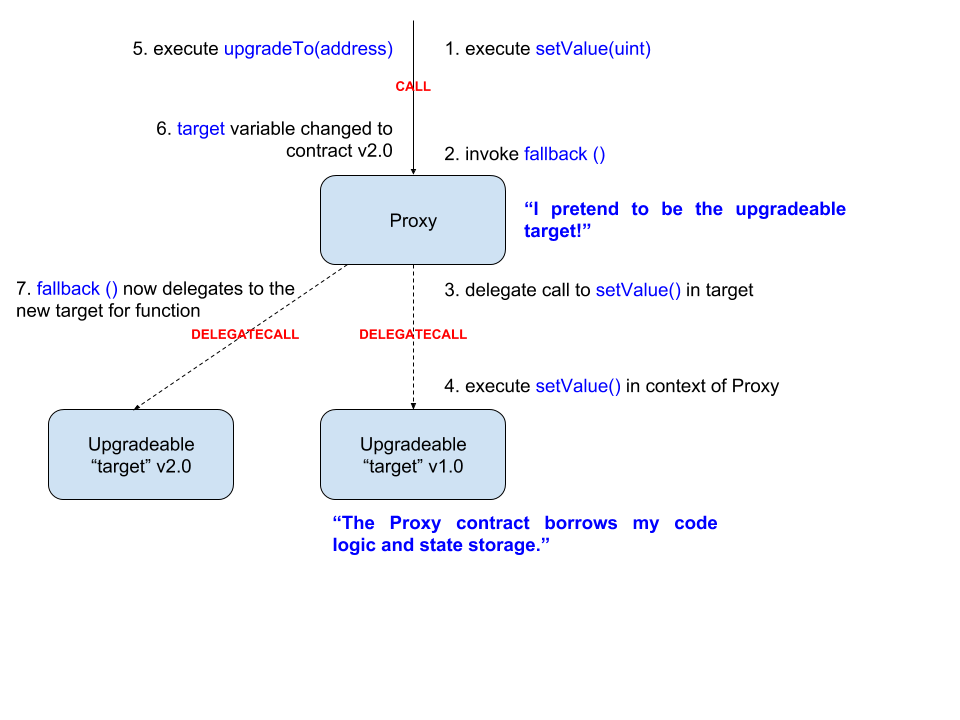 5. execute upgradeTo(address)
1. execute setValue(uint)
CALL
6. target variable changed to
contract v2.0
2. invoke fallback ()
Proxy
“I pretend to be the upgradeable
target!”
7. fallback () now delegates to the
new target for function
3. delegate call to setValue() in target
DELEGATECALL
DELEGATECALL
4. execute setValue() in context of Proxy
Upgradeable
“target” v2.0
Upgradeable
“target” v1.0
“The Proxy contract borrows my code
logic and state storage.”